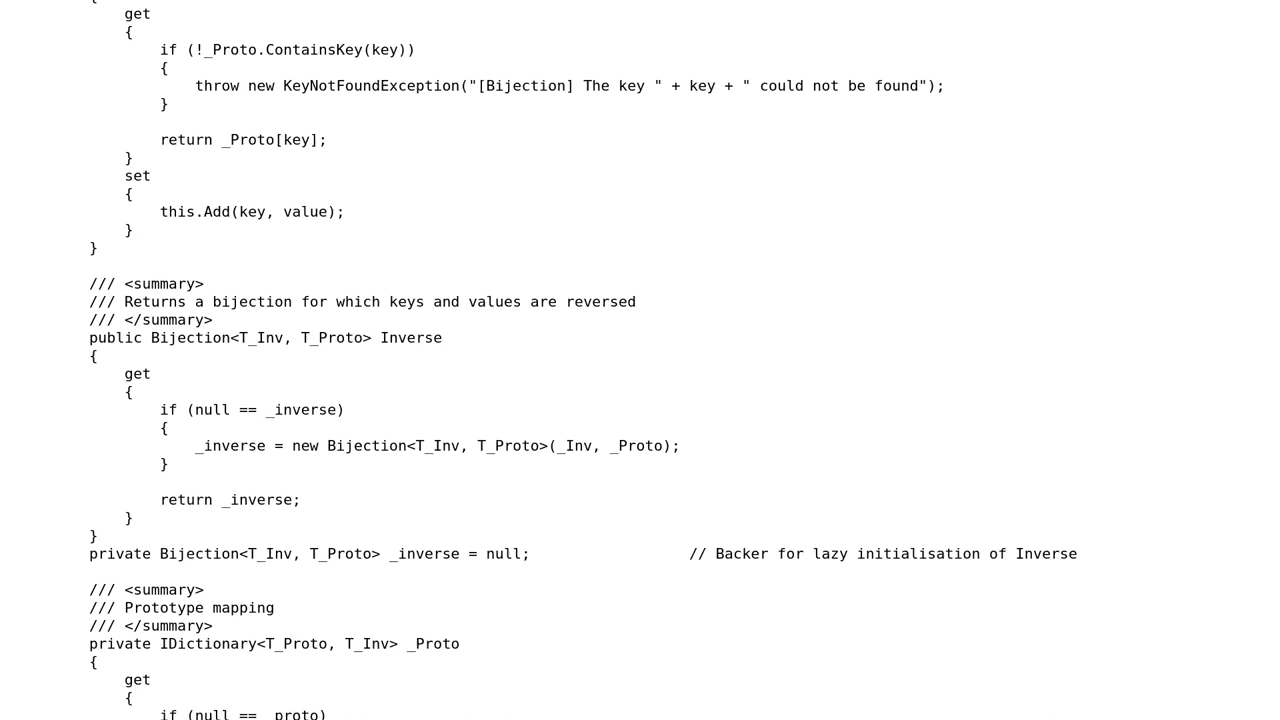 {
get
{
if (!_Proto.ContainsKey(key))
{
throw new KeyNotFoundException("[Bijection] The key " + key + " could not be found");
}
return _Proto[key];
}
set
{
this.Add(key, value);
}
}
/// <summary>
/// Returns a bijection for which keys and values are reversed
/// </summary>
public Bijection<T_Inv, T_Proto> Inverse
{
get
{
if (null == _inverse)
{
_inverse = new Bijection<T_Inv, T_Proto>(_Inv, _Proto);
}
return _inverse;
}
}
private Bijection<T_Inv, T_Proto> _inverse = null; // Backer for lazy initialisation of Inverse
/// <summary>
/// Prototype mapping
/// </summary>
private IDictionary<T_Proto, T_Inv> _Proto
{
get
{
if (null == _proto)